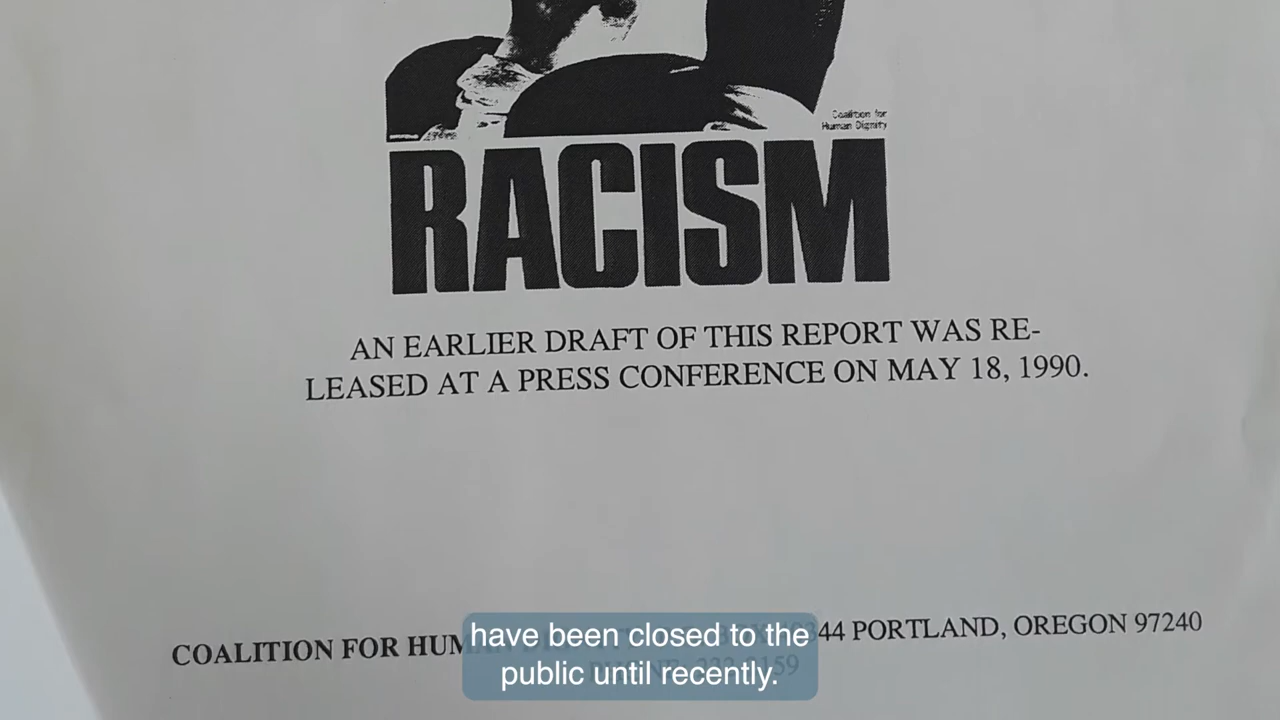 Coalition for
Human Dignity
RACISM
AN EARLIER DRAFT OF THIS REPORT WAS RE-
LEASED AT A PRESS CONFERENCE ON MAY 18, 1990.
COALITION FOR HUMAN 44 PORTLAND, OREGON 97240
have been closed to the
public until recently.